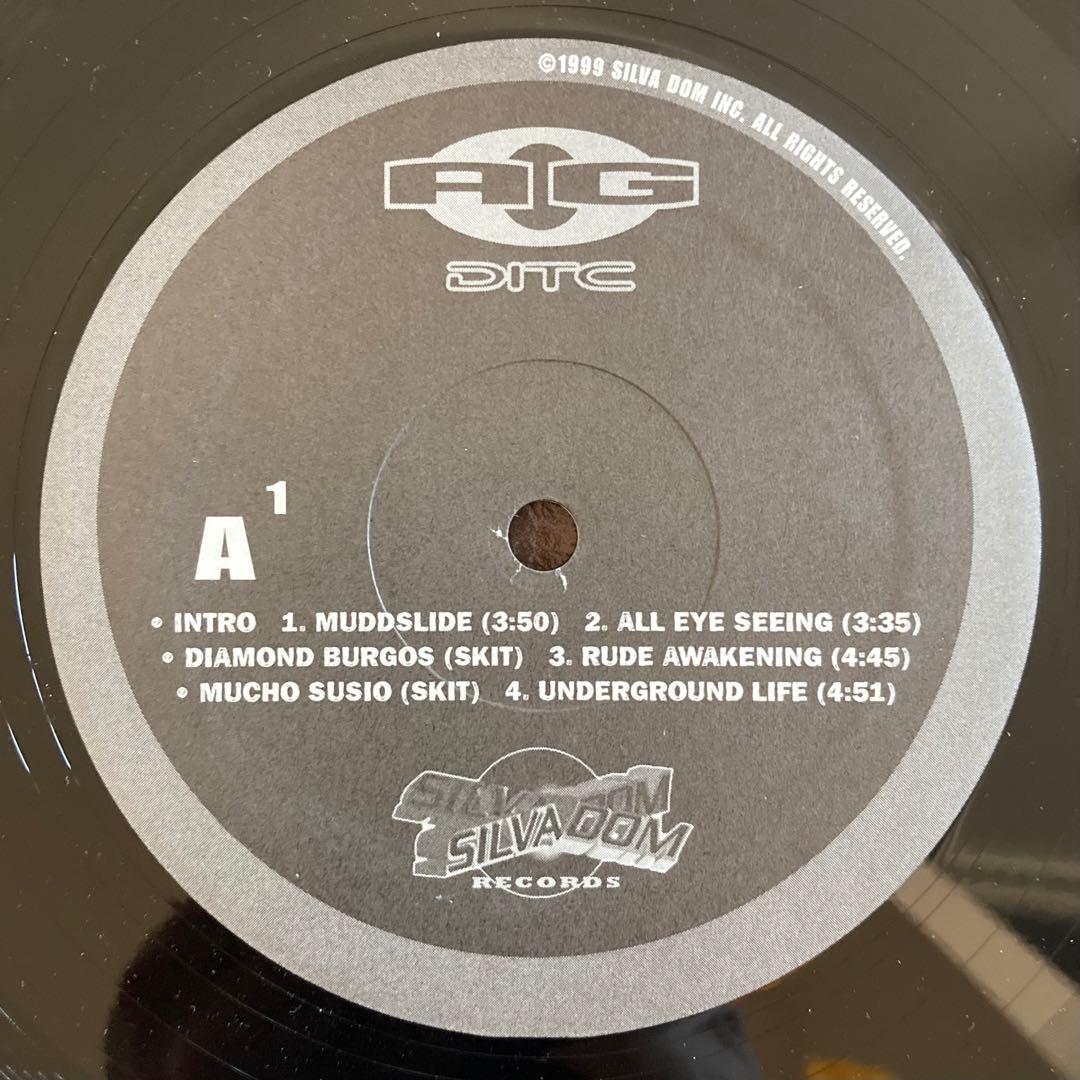 ©1999 SILVA DOM INC. ALL RIGHTS RESERVED.
AG
DITC
A1
• INTRO 1. MUDDSLIDE (3:50) 2. ALL EYE SEEING (3:35)
• DIAMOND BURGOS (SKIT) 3. RUDE AWAKENING (4:45)
• MUCHO SUSIO (SKIT) 4. UNDERGROUND LIFE (4:51)
SILVA DOM
SILVA DOM
RECORDS